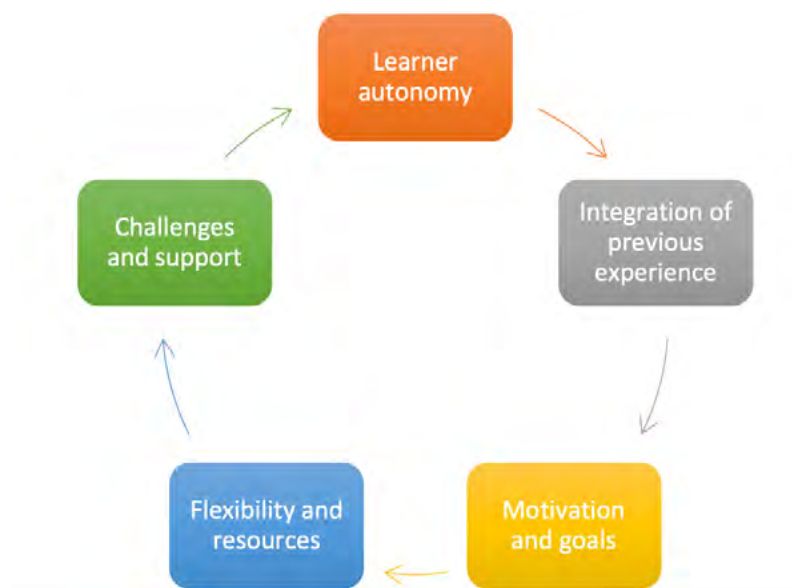 Learner
autonomy
Integration of
previous
experience
Motivation
and goals
Flexibility and
resources
Challenges
and support